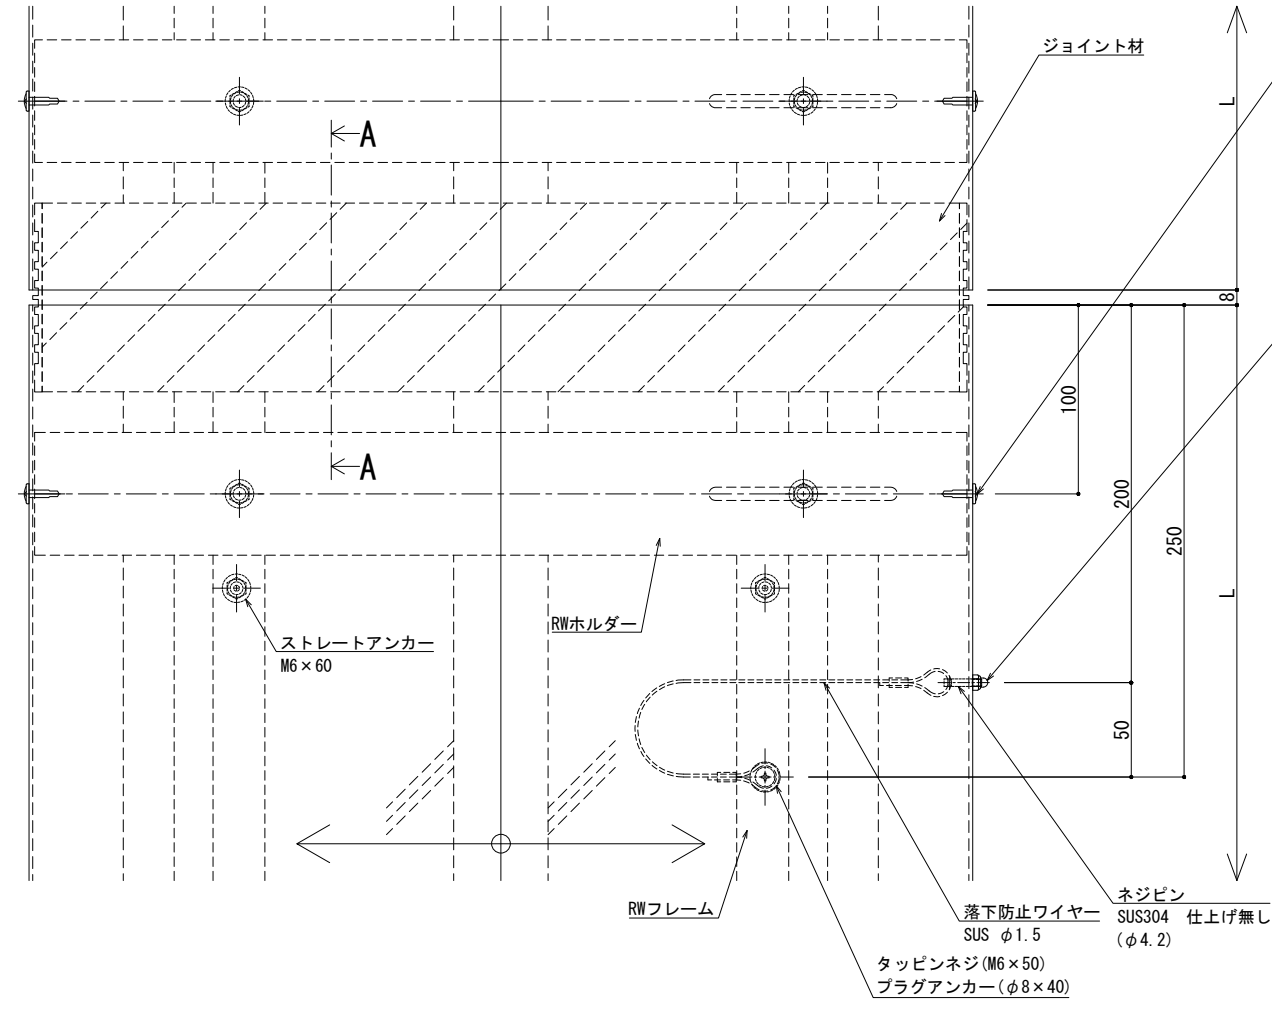 ジョイント材
L
A
8
100
A
200
250
L
RWホルダー
ストレートアンカー
M6×60
50
ネジピン
SUS304 仕上げ無し
(φ4.2)
RWフレーム
落下防止ワイヤー
SUS φ1.5
タッピンネジ(M6×50)
プラグアンカー(φ8×40)